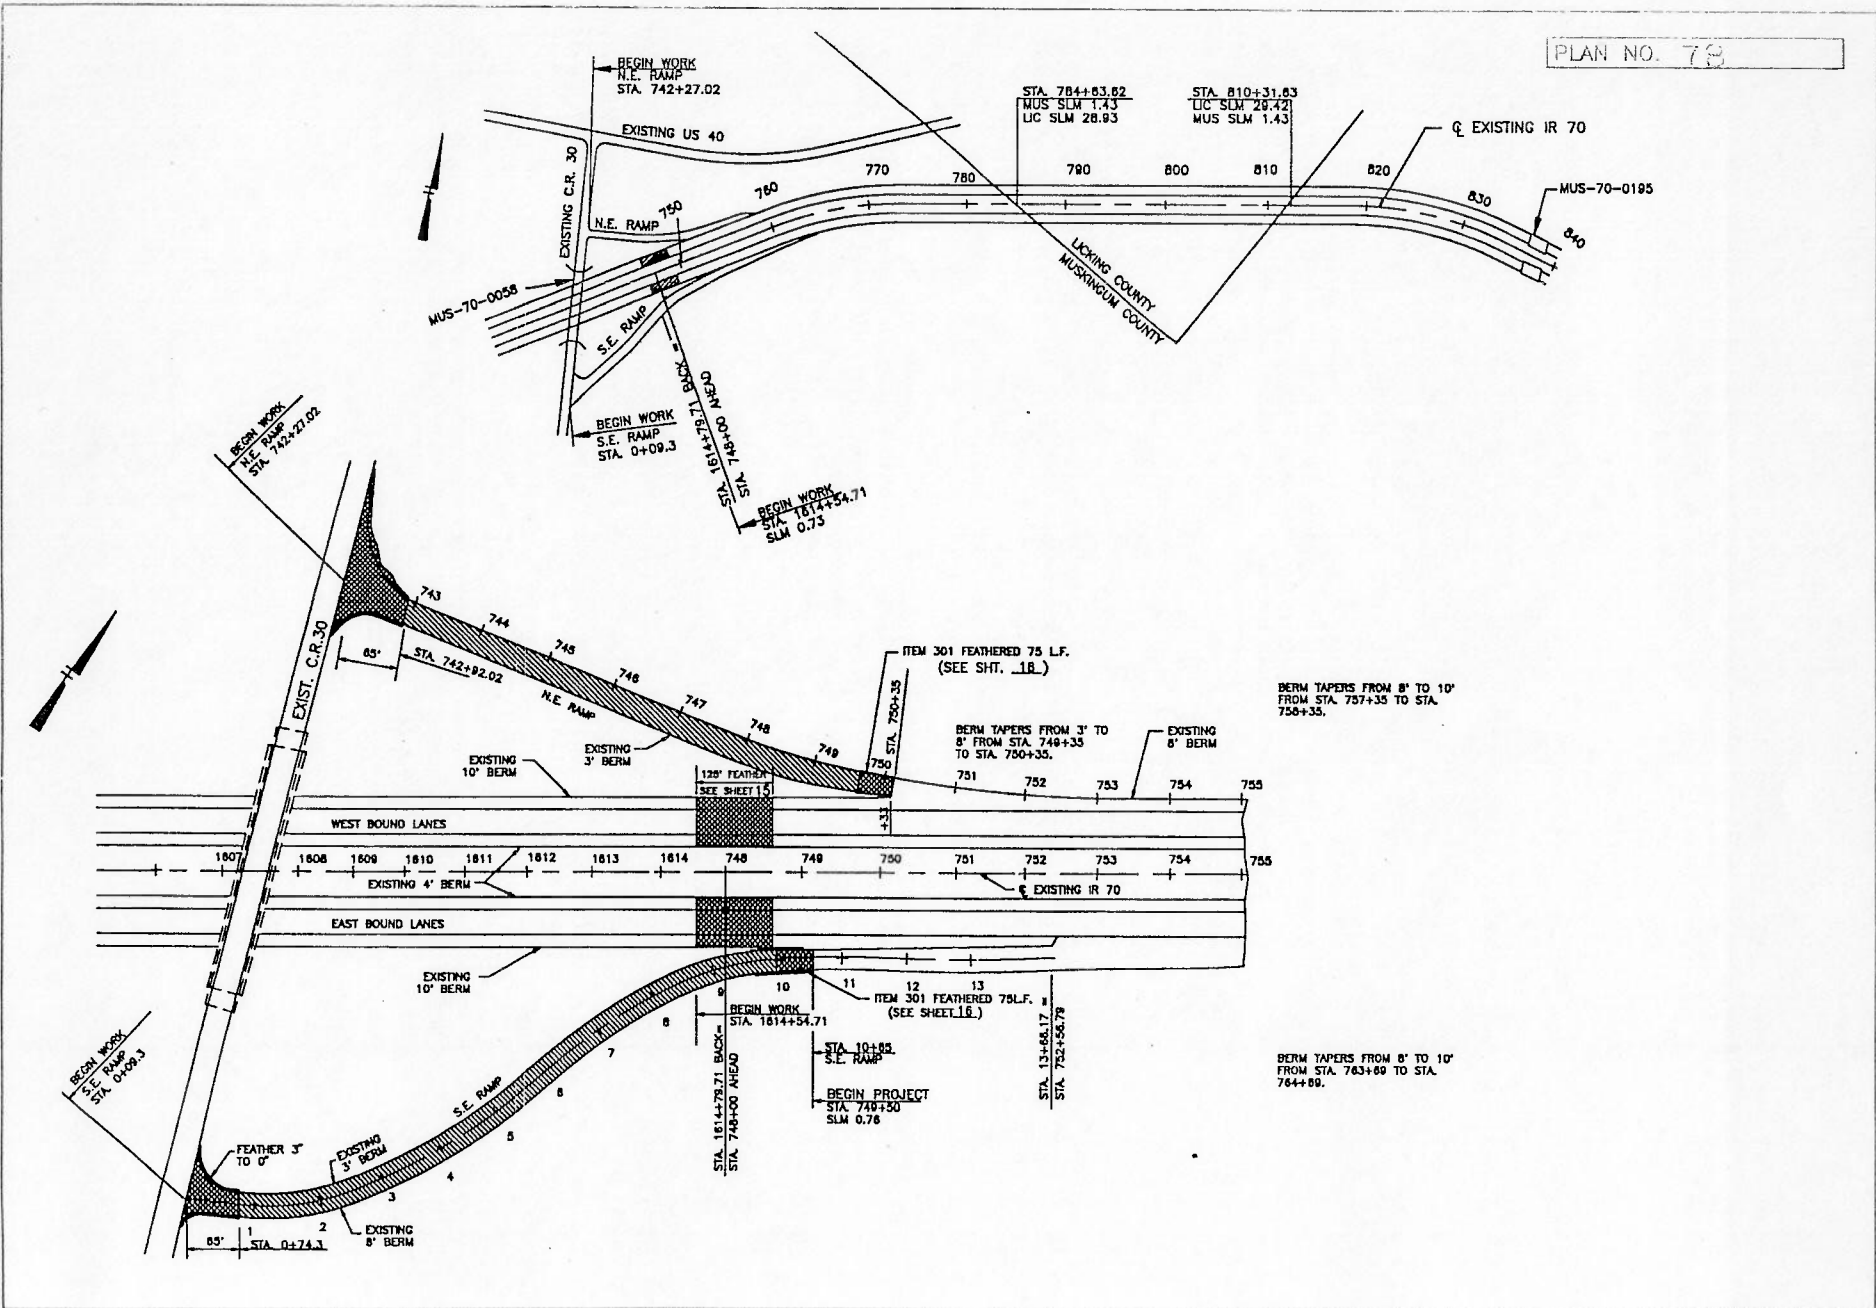 PLAN NO. 78
BEGIN WORK
N.E. RAMP
STA. 742+27.02
EXISTING US 40
EXISTING C.R. 30
N.E. RAMP
750
760
770
780
790
800
810
820
830
840
STA. 784+63.62
MUS SLM 1.43
LIC SLM 28.93
STA. 810+31.63
LIC SLM 29.42
MUS SLM 1.43
℄ EXISTING IR 70
MUS-70-0195
LICKING COUNTY
MUSKINGUM COUNTY
MUS-70-0058
S.E. RAMP
BEGIN WORK
S.E. RAMP
STA. 0+09.3
STA. 1614+79.71 BACK =
STA. 748+00 AHEAD
BEGIN WORK
STA. 1614+54.71
SLM 0.73
BEGIN WORK
N.E. RAMP
STA. 742+27.02
EXIST. C.R.30
65'
STA. 742+92.02
743
744
745
746
747
748
749
750
N.E. RAMP
EXISTING
3' BERM
EXISTING
10' BERM
125' FEATHER
SEE SHEET 15
ITEM 301 FEATHERED 75 L.F.
(SEE SHT. 16 )
STA. 750+35
+33
BERM TAPERS FROM 3' TO
8' FROM STA. 749+35
TO STA. 750+35.
EXISTING
8' BERM
BERM TAPERS FROM 8' TO 10'
FROM STA. 757+35 TO STA.
758+35.
751
752
753
754
755
WEST BOUND LANES
1607
1608
1609
1610
1611
1612
1613
1614
748
749
750
751
752
753
754
755
EXISTING 4' BERM
℄ EXISTING IR 70
EAST BOUND LANES
EXISTING
10' BERM
10
11
12
13
ITEM 301 FEATHERED 75L.F.
(SEE SHEET 16 )
BEGIN WORK
STA. 1614+54.71
STA. 10+85
S.E. RAMP
BEGIN PROJECT
STA. 749+50
SLM 0.76
STA. 1614+79.71 BACK=
STA. 748+00 AHEAD
STA. 13+68.17 =
STA. 752+56.79
BERM TAPERS FROM 8' TO 10'
FROM STA. 763+69 TO STA.
764+69.
BEGIN WORK
S.E. RAMP
STA. 0+09.3
FEATHER 3"
TO 0"
EXISTING
3' BERM
S.E. RAMP
1
2
3
4
5
6
7
8
9
EXISTING
8' BERM
65'
STA. 0+74.3